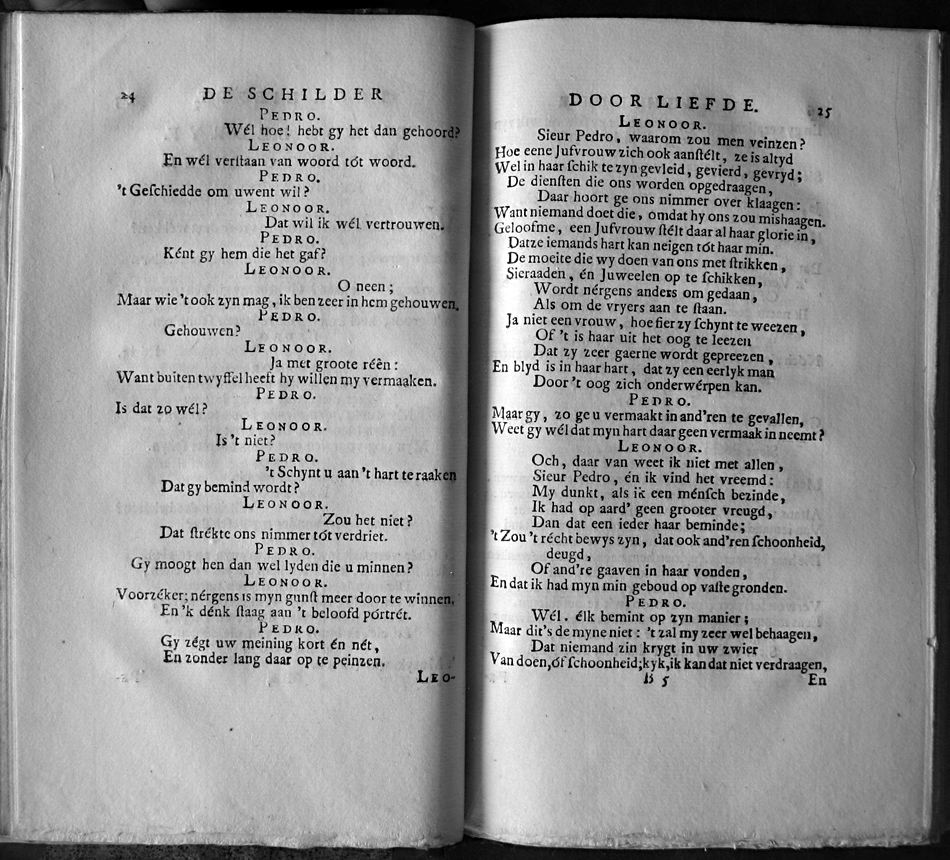 24 DE SCHILDER
PEDRO.
Wél hoe! hebt gy het dan gehoord?
LEONOOR.
En wél verſtaan van woord tót woord.
PEDRO.
't Geſchiedde om uwent wil?
LEONOOR.
Dat wil ik wél vertrouwen.
PEDRO.
Ként gy hem die het gaf?
LEONOOR.
O neen;
Maar wie 't ook zyn mag, ik ben zeer in hem gehouwen.
PEDRO.
Gehouwen?
LEONOOR.
Ja met groote réên:
Want buiten twyffel heeft hy willen my vermaaken.
PEDRO.
Is dat zo wél?
LEONOOR.
Is 't niet?
PEDRO.
't Schynt u aan 't hart te raaken
Dat gy bemind wordt?
LEONOOR.
Zou het niet?
Dat ſtrékte ons nimmer tót verdriet.
PEDRO.
Gy moogt hen dan wel lyden die u minnen?
LEONOOR.
Voorzéker; nérgens is myn gunſt meer door te winnen,
En 'k dénk ſtaag aan 't beloofd pórtrét.
PEDRO.
Gy zégt uw meining kort én nét,
En zonder lang daar op te peinzen.
LEO-
DOOR LIEFDE. 25
LEONOOR.
Sieur Pedro, waarom zou men veinzen?
Hoe eene Jufvrouw zich ook aanſtélt, ze is altyd
Wel in haar ſchik te zyn gevleid, gevierd, gevryd;
De dienſten die ons worden opgedraagen,
Daar hoort ge ons nimmer over klaagen:
Want niemand doet die, omdat hy ons zou mishaagen.
Geloofme, een Jufvrouw ſtélt daar al haar glorie in,
Datze iemands hart kan neigen tót haar min.
De moeite die wy doen van ons met ſtrikken,
Sieraaden, én Juweelen op te ſchikken,
Wordt nérgens anders om gedaan,
Als om de vryers aan te ſtaan.
Ja niet een vrouw, hoe fier zy ſchynt te weezen,
Of 't is haar uit het oog te leezen
Dat zy zeer gaerne wordt gepreezen,
En blyd is in haar hart, dat zy een eerlyk man
Door 't oog zich onderwérpen kan.
PEDRO.
Maar gy, zo ge u vermaakt in and'ren te gevallen,
Weet gy wél dat myn hart daar geen vermaak in neemt?
LEONOOR.
Och, daar van weet ik niet met allen,
Sieur Pedro, én ik vind het vreemd:
My dunkt, als ik een ménſch bezinde,
Ik had op aard' geen grooter vreugd,
Dan dat een ieder haar beminde;
't Zou 't récht bewys zyn, dat ook and'ren ſchoonheid,
deugd,
Of and're gaaven in haar vonden,
En dat ik had myn min geboud op vaſte gronden.
PEDRO.
Wél. élk bemint op zyn manier;
Maar dit's de myne niet: 't zal my zeer wel behaagen,
Dat niemand zin krygt in uw zwier
Van doen, óf ſchoonheid; kyk, ik kan dat niet verdraagen,
B 5 En